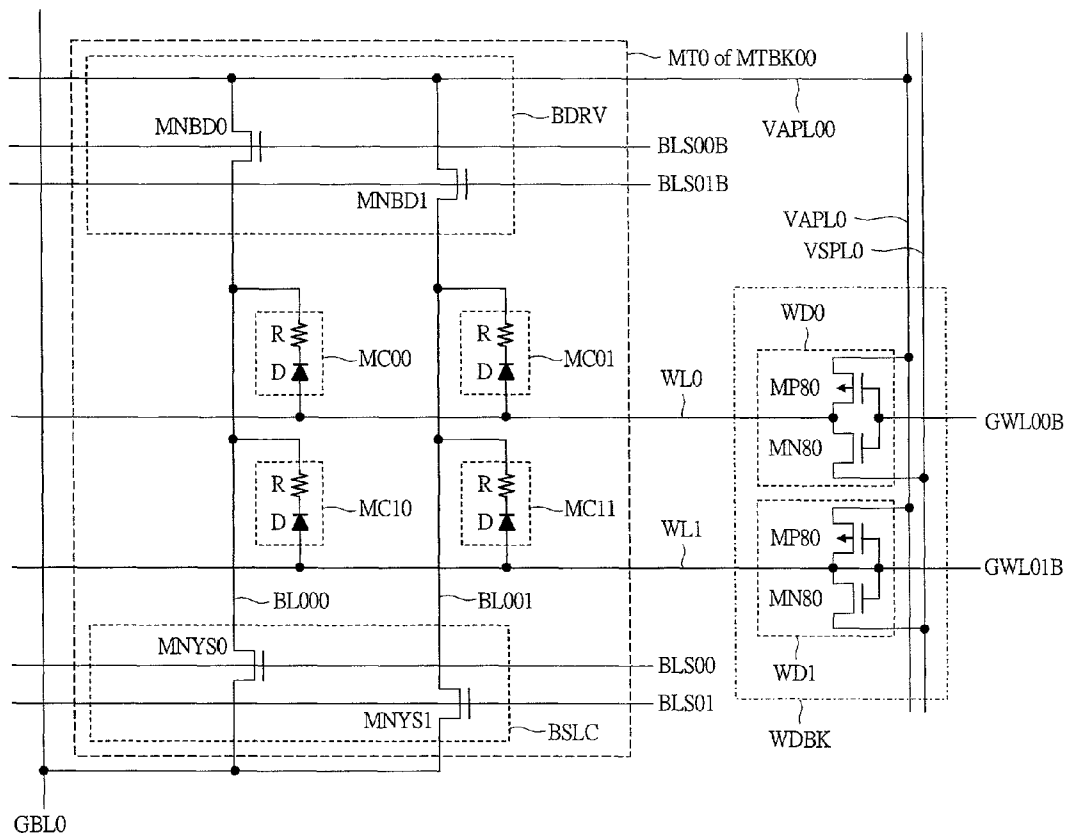 MT0 of MTBK00
BDRV
VAPL00
MNBD0
BLS00B
BLS01B
MNBD1
VAPL0
VSPL0
WD0
R
D
MC00
R
D
MC01
WL0
MP80
MN80
GWL00B
R
D
MC10
R
D
MC11
WL1
MP80
MN80
GWL01B
BL000
BL001
MNYS0
BLS00
WD1
BLS01
MNYS1
BSLC
WDBK
GBL0